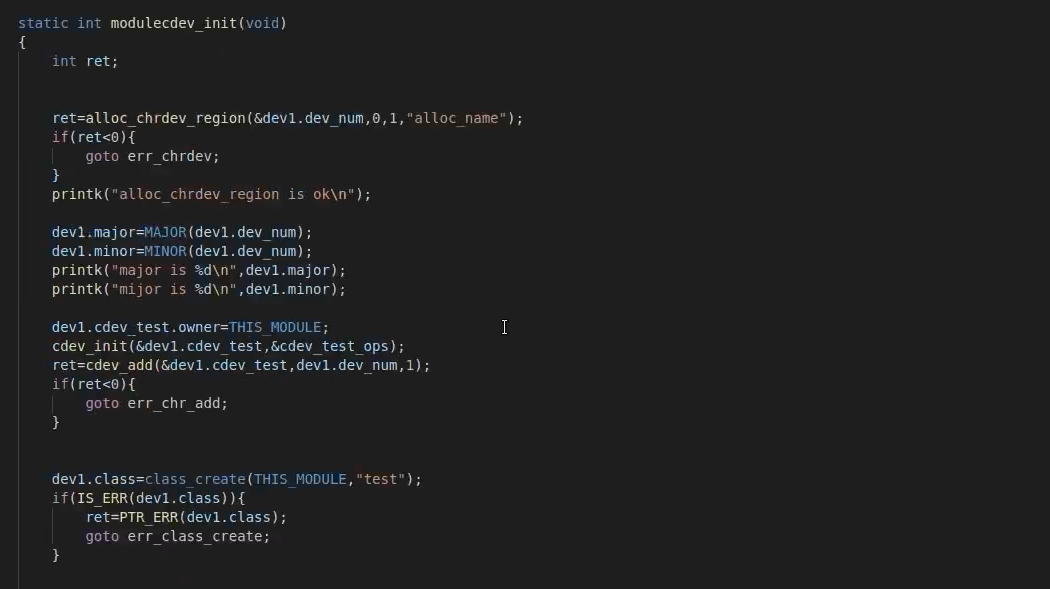 static int modulecdev_init(void)
{
    int ret;
    ret=alloc_chrdev_region(&dev1.dev_num,0,1,"alloc_name");
    if(ret<0){
        goto err_chrdev;
    }
    printk("alloc_chrdev_region is ok\n");
    dev1.major=MAJOR(dev1.dev_num);
    dev1.minor=MINOR(dev1.dev_num);
    printk("major is %d\n",dev1.major);
    printk("mijor is %d\n",dev1.minor);
    dev1.cdev_test.owner=THIS_MODULE;
    cdev_init(&dev1.cdev_test,&cdev_test_ops);
    ret=cdev_add(&dev1.cdev_test,dev1.dev_num,1);
    if(ret<0){
        goto err_chr_add;
    }
    dev1.class=class_create(THIS_MODULE,"test");
    if(IS_ERR(dev1.class)){
        ret=PTR_ERR(dev1.class);
        goto err_class_create;
    }